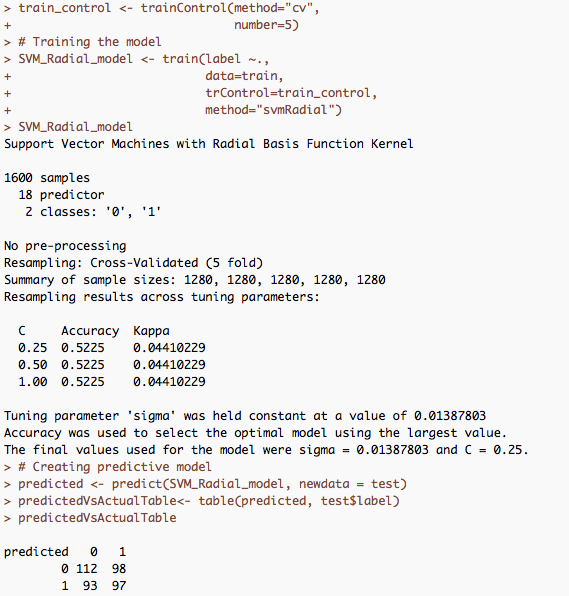 > train_control <- trainControl(method="cv",
+                              number=5)
> # Training the model
> SVM_Radial_model <- train(label ~.,
+                          data=train,
+                          trControl=train_control,
+                          method="svmRadial")
> SVM_Radial_model
Support Vector Machines with Radial Basis Function Kernel

1600 samples
  18 predictor
   2 classes: '0', '1'

No pre-processing
Resampling: Cross-Validated (5 fold)
Summary of sample sizes: 1280, 1280, 1280, 1280, 1280
Resampling results across tuning parameters:

  C     Accuracy  Kappa
  0.25  0.5225    0.04410229
  0.50  0.5225    0.04410229
  1.00  0.5225    0.04410229

Tuning parameter 'sigma' was held constant at a value of 0.01387803
Accuracy was used to select the optimal model using the largest value.
The final values used for the model were sigma = 0.01387803 and C = 0.25.
> # Creating predictive model
> predicted <- predict(SVM_Radial_model, newdata = test)
> predictedVsActualTable<- table(predicted, test$label)
> predictedVsActualTable

predicted   0   1
        0 112  98
        1  93  97